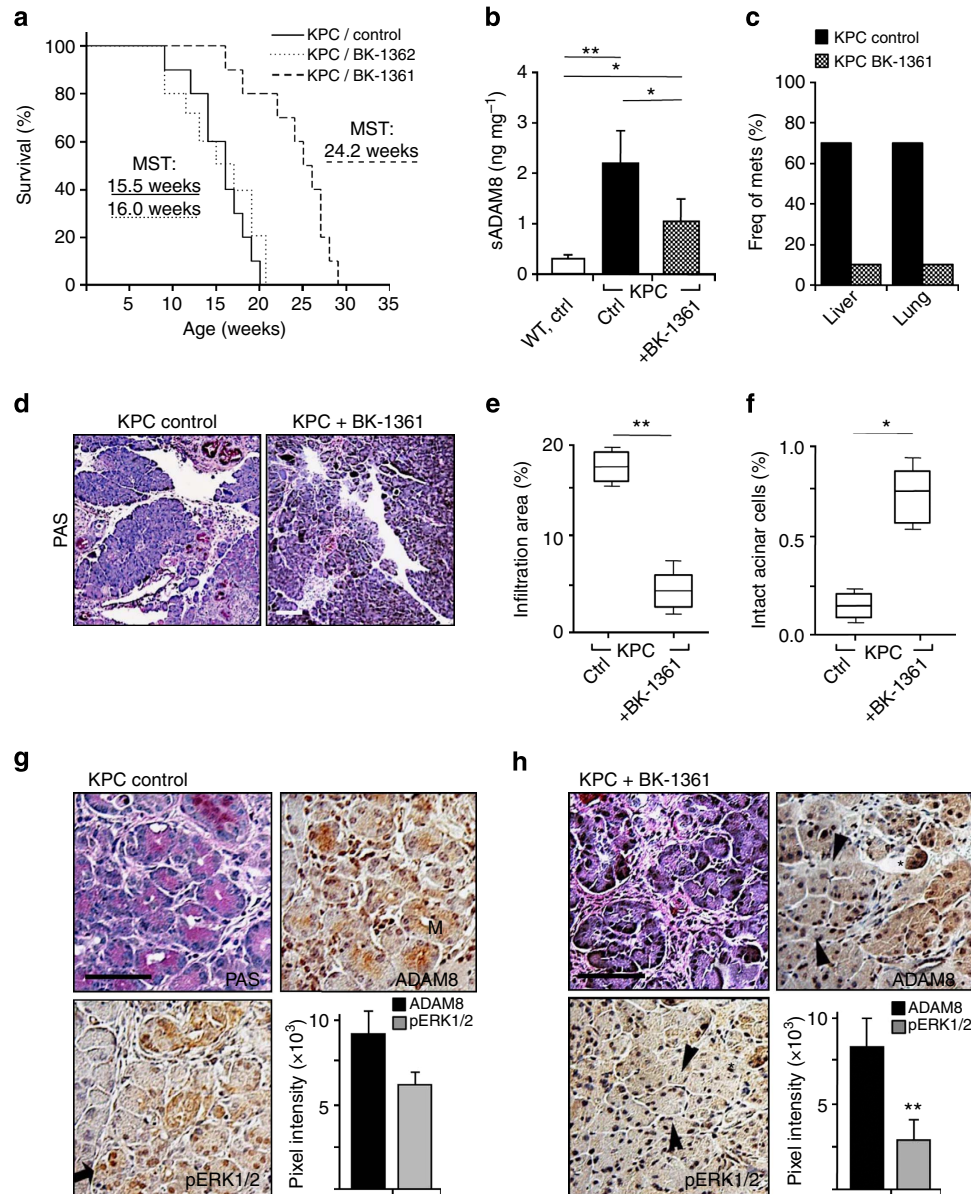 a
KPC / control
KPC / BK-1362
KPC / BK-1361
Survival (%)
100
80
60
40
20
0
MST:
24.2 weeks
MST:
15.5 weeks
16.0 weeks
5 10 15 20 25 30 35
Age (weeks)
b
sADAM8 (ng mg⁻¹)
4
3
2
1
0
**
*
*
WT, ctrl
Ctrl
+BK-1361
KPC
c
KPC control
KPC BK-1361
Freq of mets (%)
100
80
60
40
20
0
Liver
Lung
d
KPC control
KPC + BK-1361
PAS
e
Infiltration area (%)
20
10
0
**
Ctrl
KPC
+BK-1361
f
Intact acinar cells (%)
1.0
0.5
0.0
*
Ctrl
KPC
+BK-1361
g
KPC control
PAS
M
ADAM8
pERK1/2
ADAM8
pERK1/2
Pixel intensity (×10³)
10
5
h
KPC + BK-1361
*
ADAM8
*
pERK1/2
ADAM8
pERK1/2
Pixel intensity (×10³)
10
5
**